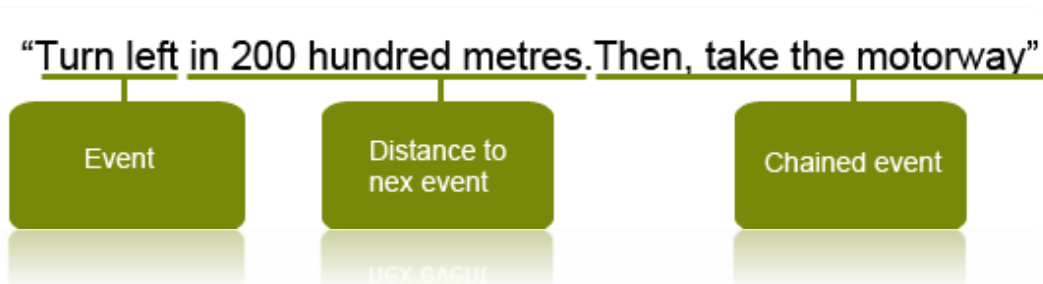 “Turn left in 200 hundred metres.Then, take the motorway”
Event
Distance to
nex event
Chained event